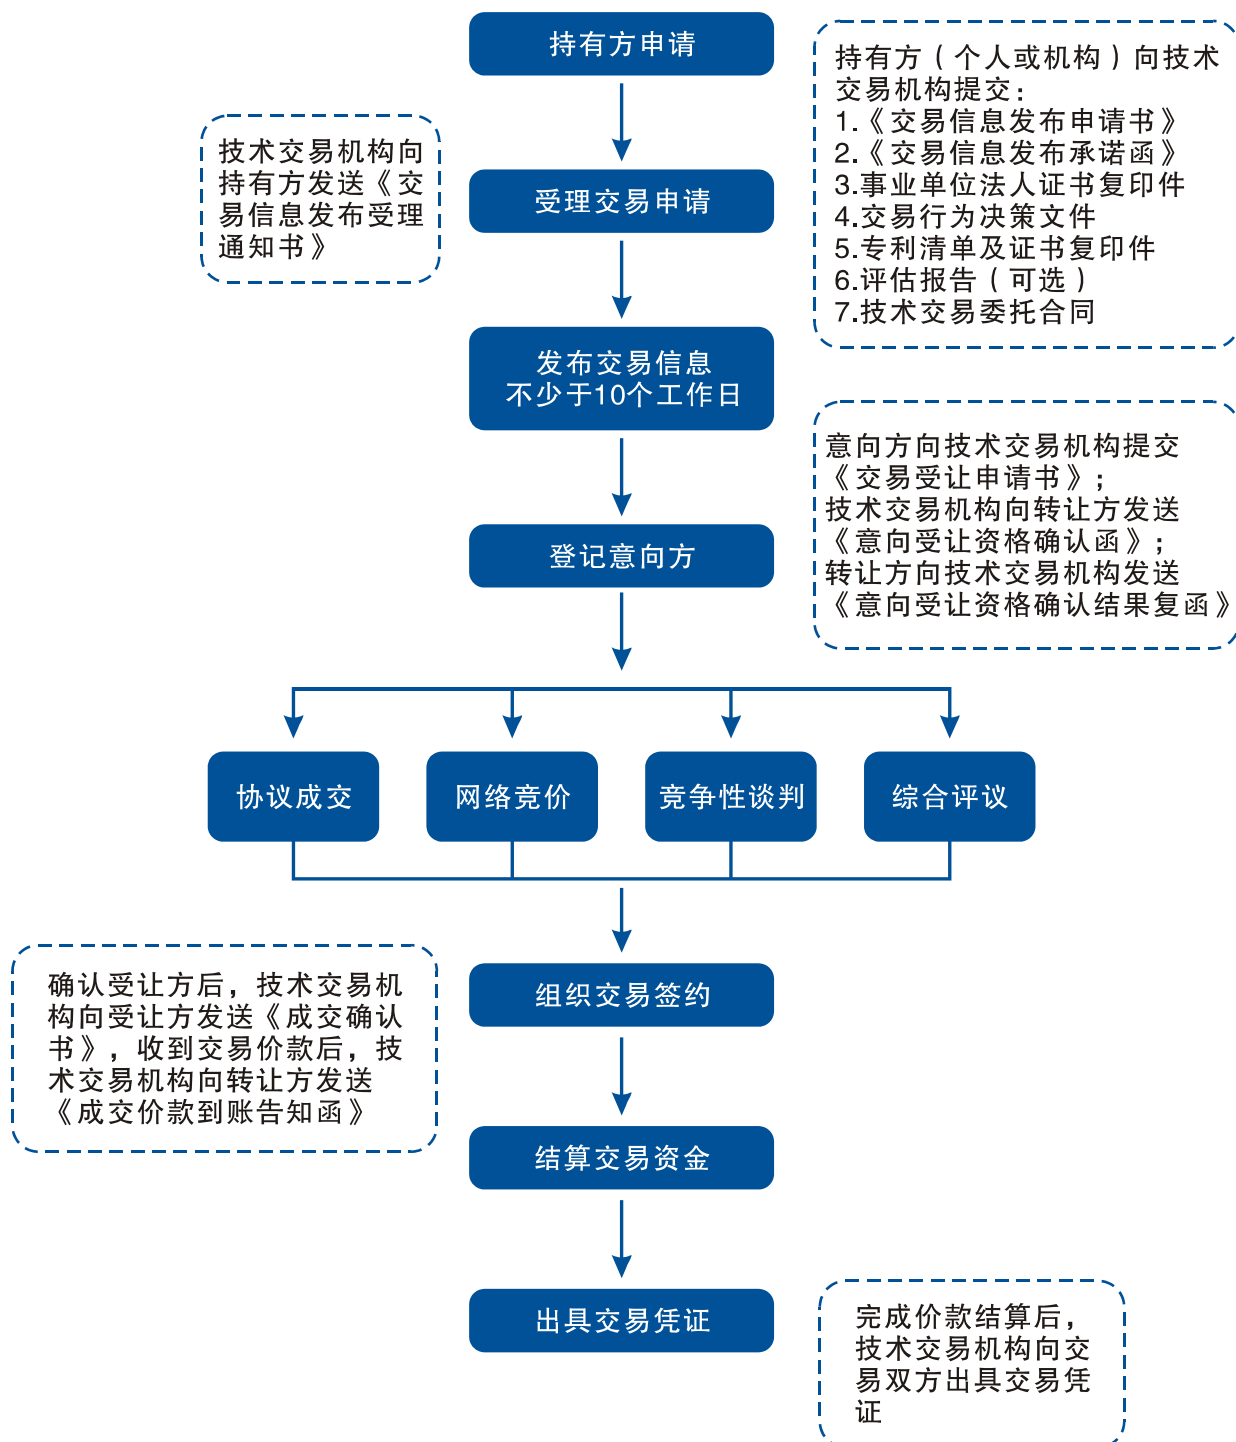 持有方申请
持有方（个人或机构）向技术
交易机构提交：
1.《交易信息发布申请书》
2.《交易信息发布承诺函》
3.事业单位法人证书复印件
4.交易行为决策文件
5.专利清单及证书复印件
6.评估报告（可选）
7.技术交易委托合同
技术交易机构向
持有方发送《交
易信息发布受理
通知书》
受理交易申请
发布交易信息
不少于10个工作日
意向方向技术交易机构提交
《交易受让申请书》；
技术交易机构向转让方发送
《意向受让资格确认函》；
转让方向技术交易机构发送
《意向受让资格确认结果复函》
登记意向方
协议成交
网络竞价
竞争性谈判
综合评议
确认受让方后，技术交易机
构向受让方发送《成交确认
书》，收到交易价款后，技
术交易机构向转让方发送
《成交价款到账告知函》
组织交易签约
结算交易资金
出具交易凭证
完成价款结算后，
技术交易机构向交
易双方出具交易凭
证